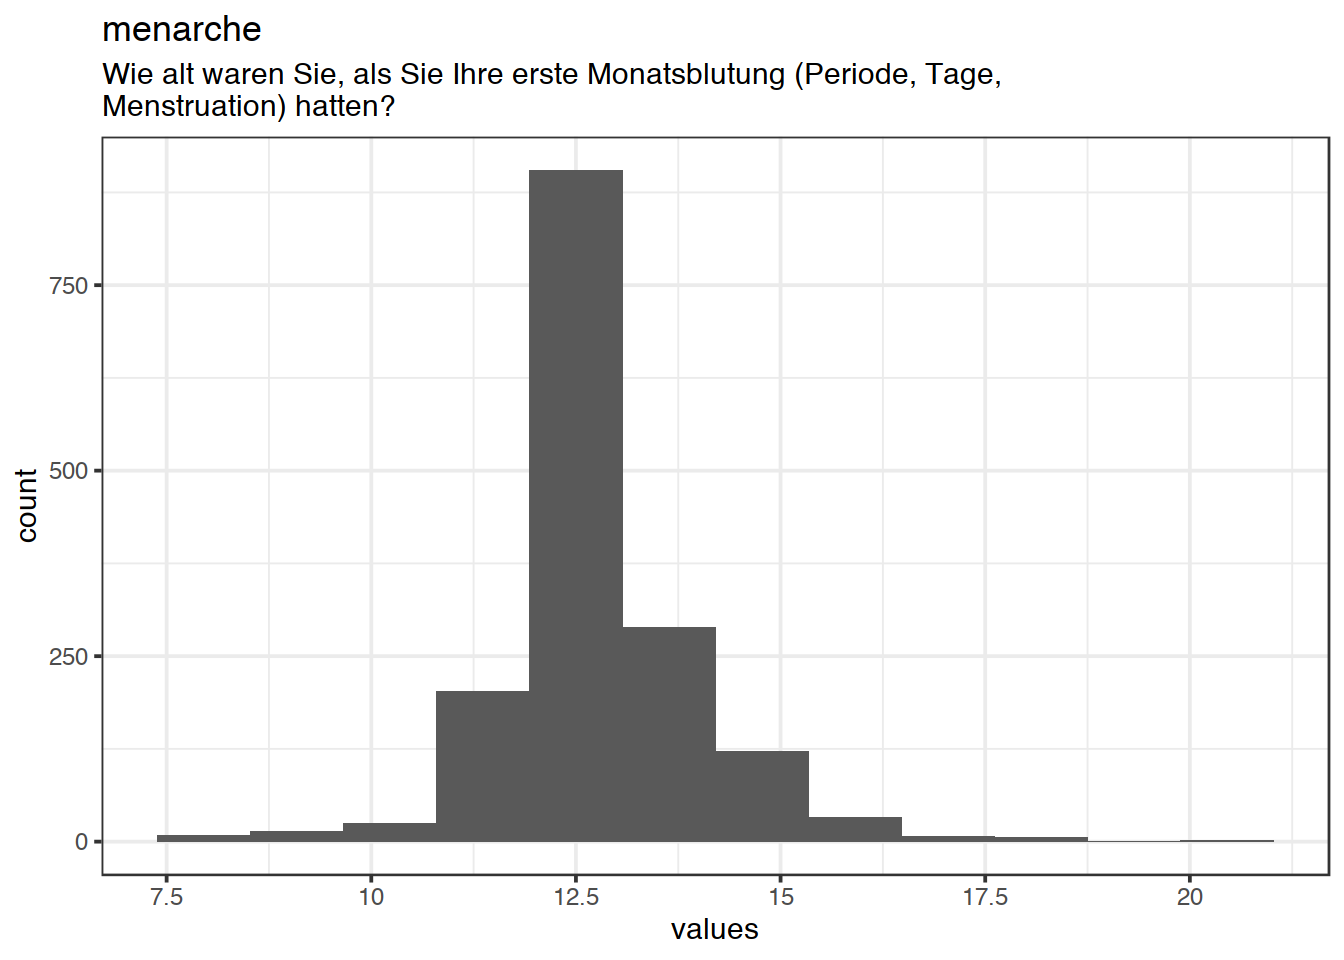 menarche
Wie alt waren Sie, als Sie Ihre erste Monatsblutung (Periode, Tage,
Menstruation) hatten?
750
500
250
0
count
7.5 10 12.5 15 17.5 20
values